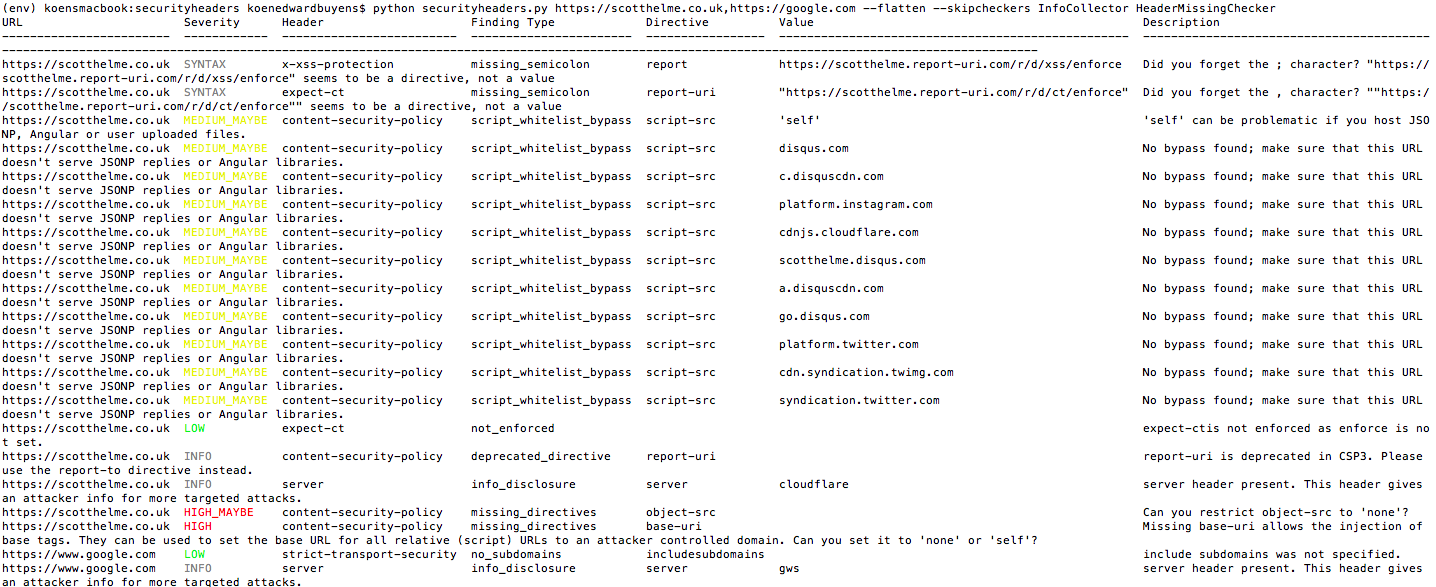 (env) koensmacbook:securityheaders koenedwardbuyens$ python securityheaders.py https://scotthelme.co.uk,https://google.com --flatten --skipcheckers InfoCollector HeaderMissingChecker
URL Severity Header Finding Type Directive Value Description
------------------------ ------------ ------------------------- ----------------------- ----------------- -------------------------------------------------- -----------------------------------------
----------------------------------------------------------------------------------------------------------------------------------------------------
https://scotthelme.co.uk SYNTAX x-xss-protection missing_semicolon report https://scotthelme.report-uri.com/r/d/xss/enforce Did you forget the ; character? "https://
scotthelme.report-uri.com/r/d/xss/enforce" seems to be a directive, not a value
https://scotthelme.co.uk SYNTAX expect-ct missing_semicolon report-uri "https://scotthelme.report-uri.com/r/d/ct/enforce" Did you forget the , character? ""https:/
/scotthelme.report-uri.com/r/d/ct/enforce"" seems to be a directive, not a value
https://scotthelme.co.uk MEDIUM_MAYBE content-security-policy script_whitelist_bypass script-src 'self' 'self' can be problematic if you host JSO
NP, Angular or user uploaded files.
https://scotthelme.co.uk MEDIUM_MAYBE content-security-policy script_whitelist_bypass script-src disqus.com No bypass found; make sure that this URL
doesn't serve JSONP replies or Angular libraries.
https://scotthelme.co.uk MEDIUM_MAYBE content-security-policy script_whitelist_bypass script-src c.disquscdn.com No bypass found; make sure that this URL
doesn't serve JSONP replies or Angular libraries.
https://scotthelme.co.uk MEDIUM_MAYBE content-security-policy script_whitelist_bypass script-src platform.instagram.com No bypass found; make sure that this URL
doesn't serve JSONP replies or Angular libraries.
https://scotthelme.co.uk MEDIUM_MAYBE content-security-policy script_whitelist_bypass script-src cdnjs.cloudflare.com No bypass found; make sure that this URL
doesn't serve JSONP replies or Angular libraries.
https://scotthelme.co.uk MEDIUM_MAYBE content-security-policy script_whitelist_bypass script-src scotthelme.disqus.com No bypass found; make sure that this URL
doesn't serve JSONP replies or Angular libraries.
https://scotthelme.co.uk MEDIUM_MAYBE content-security-policy script_whitelist_bypass script-src a.disquscdn.com No bypass found; make sure that this URL
doesn't serve JSONP replies or Angular libraries.
https://scotthelme.co.uk MEDIUM_MAYBE content-security-policy script_whitelist_bypass script-src go.disqus.com No bypass found; make sure that this URL
doesn't serve JSONP replies or Angular libraries.
https://scotthelme.co.uk MEDIUM_MAYBE content-security-policy script_whitelist_bypass script-src platform.twitter.com No bypass found; make sure that this URL
doesn't serve JSONP replies or Angular libraries.
https://scotthelme.co.uk MEDIUM_MAYBE content-security-policy script_whitelist_bypass script-src cdn.syndication.twimg.com No bypass found; make sure that this URL
doesn't serve JSONP replies or Angular libraries.
https://scotthelme.co.uk MEDIUM_MAYBE content-security-policy script_whitelist_bypass script-src syndication.twitter.com No bypass found; make sure that this URL
doesn't serve JSONP replies or Angular libraries.
https://scotthelme.co.uk LOW expect-ct not_enforced expect-ctis not enforced as enforce is no
t set.
https://scotthelme.co.uk INFO content-security-policy deprecated_directive report-uri report-uri is deprecated in CSP3. Please
use the report-to directive instead.
https://scotthelme.co.uk INFO server info_disclosure server cloudflare server header present. This header gives
an attacker info for more targeted attacks.
https://scotthelme.co.uk HIGH_MAYBE content-security-policy missing_directives object-src Can you restrict object-src to 'none'?
https://scotthelme.co.uk HIGH content-security-policy missing_directives base-uri Missing base-uri allows the injection of
base tags. They can be used to set the base URL for all relative (script) URLs to an attacker controlled domain. Can you set it to 'none' or 'self'?
https://www.google.com LOW strict-transport-security no_subdomains includesubdomains include subdomains was not specified.
https://www.google.com INFO server info_disclosure server gws server header present. This header gives
an attacker info for more targeted attacks.